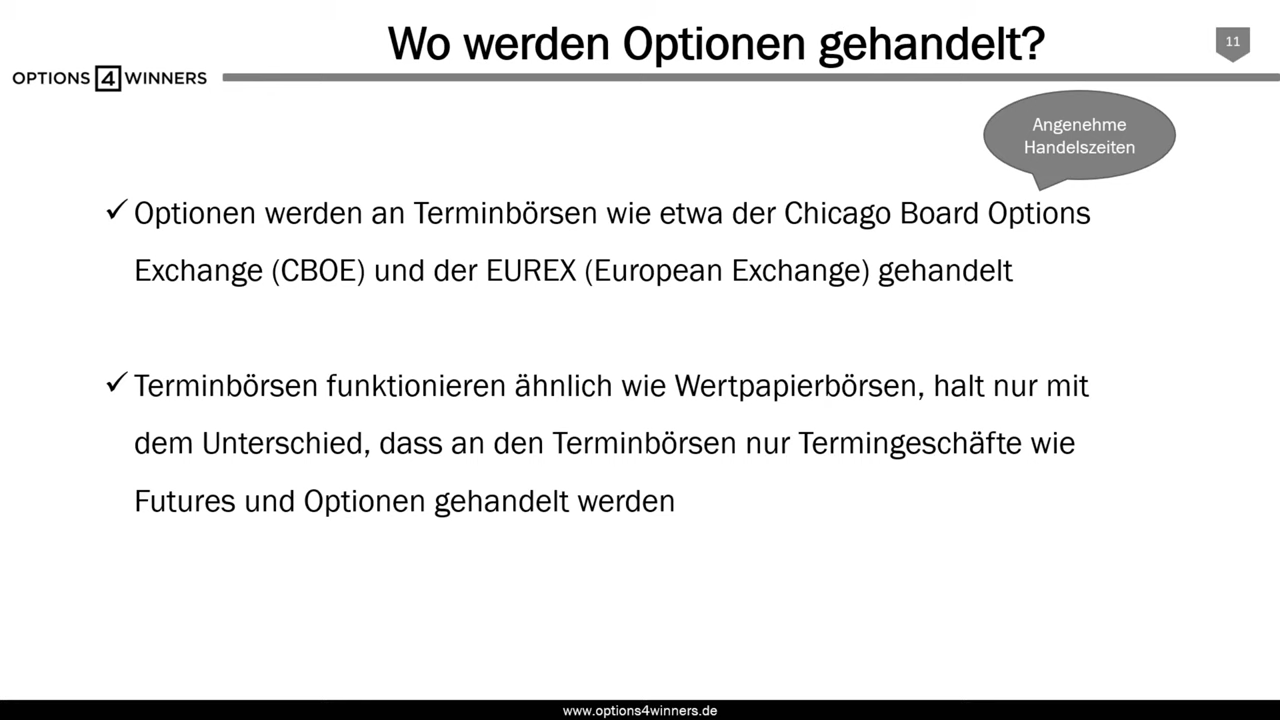 Wo werden Optionen gehandelt?
11
OPTIONS 4 WINNERS
Angenehme
Handelszeiten
✓ Optionen werden an Terminbörsen wie etwa der Chicago Board Options
Exchange (CBOE) und der EUREX (European Exchange) gehandelt
✓ Terminbörsen funktionieren ähnlich wie Wertpapierbörsen, halt nur mit
dem Unterschied, dass an den Terminbörsen nur Termingeschäfte wie
Futures und Optionen gehandelt werden
www.options4winners.de